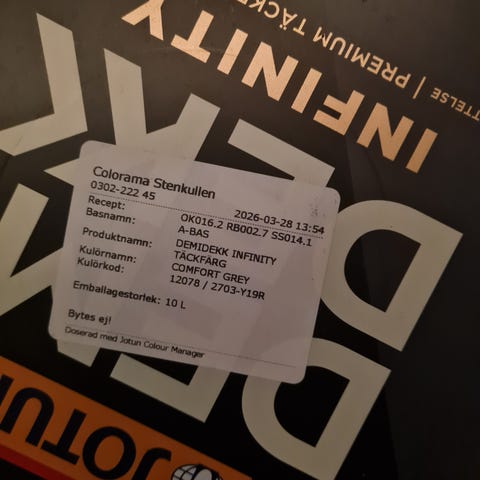 Colorama Stenkullen
0302-222 45
2026-03-28 13:54
Recept: OK016.2 RB002.7 SS014.1
Basnamn: A-BAS
Produktnamn: DEMIDEKK INFINITY
TÄCKFÄRG
Kulörnamn: COMFORT GREY
Kulörkod: 12078 / 2703-Y19R
Emballagestorlek: 10 L
Bytes ej!
Doserad med Jotun Colour Manager
INFINITY
PREMIUM TÄCK
JOTU